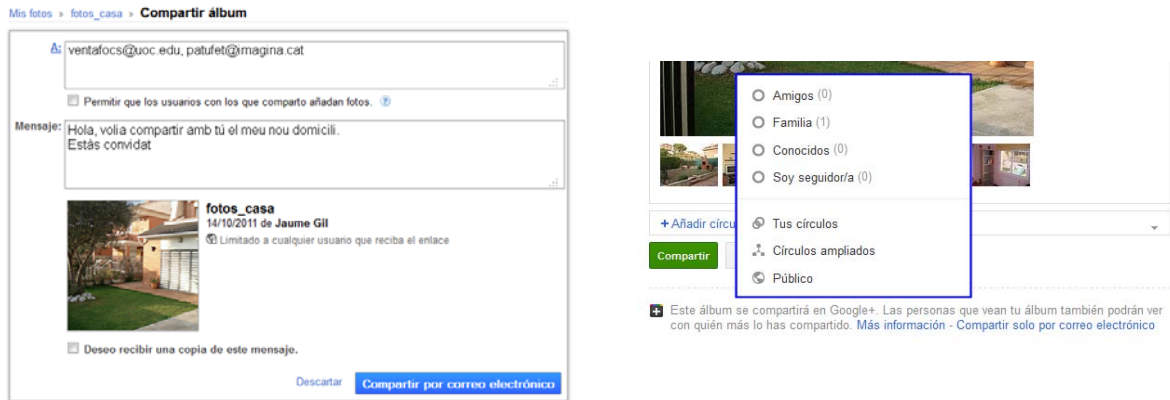 Mis fotos » fotos_casa » Compartir álbum
A: ventafocs@uoc.edu, patufet@imagina.cat
Permitir que los usuarios con los que comparto añadan fotos. ?
Mensaje: Hola, volia compartir amb tú el meu nou domicili.
Estàs convidat
fotos_casa
14/10/2011 de Jaume Gil
Limitado a cualquier usuario que reciba el enlace
Deseo recibir una copia de este mensaje.
Descartar Compartir por correo electrónico
Amigos (0)
Familia (1)
Conocidos (0)
Soy seguidor/a (0)
Tus círculos
Círculos ampliados
Público
+ Añadir círcu
Compartir
Este álbum se compartirá en Google+. Las personas que vean tu álbum también podrán ver
con quién más lo has compartido. Más información - Compartir solo por correo electrónico